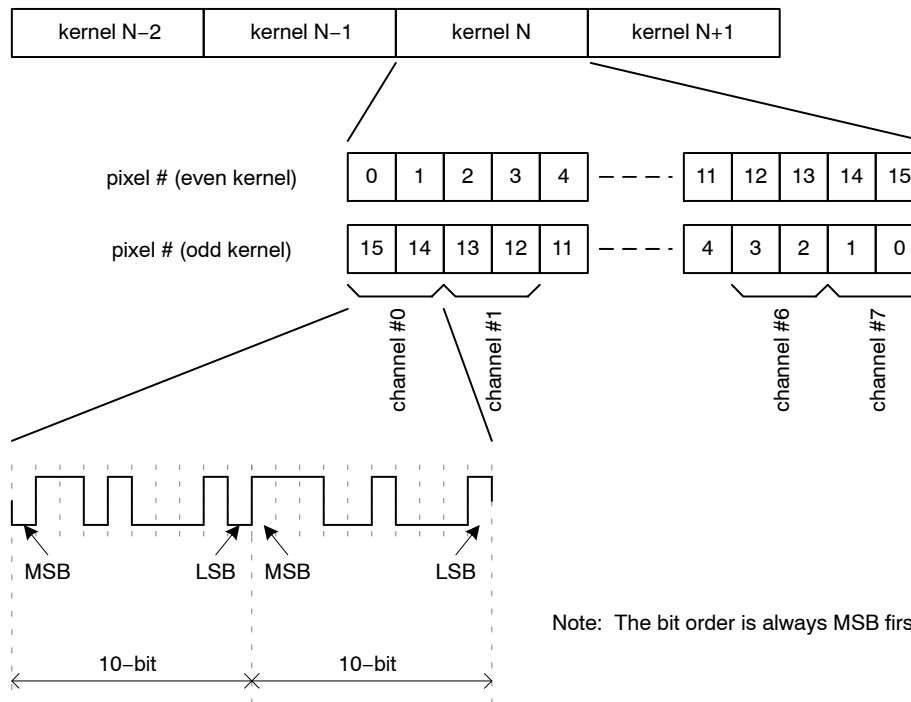 kernel N−2 kernel N−1 kernel N kernel N+1
pixel # (even kernel) 0 1 2 3 4 11 12 13 14 15
pixel # (odd kernel) 15 14 13 12 11 4 3 2 1 0
channel #0
channel #1
channel #6
channel #7
MSB LSB MSB LSB
Note: The bit order is always MSB firs
10−bit 10−bit